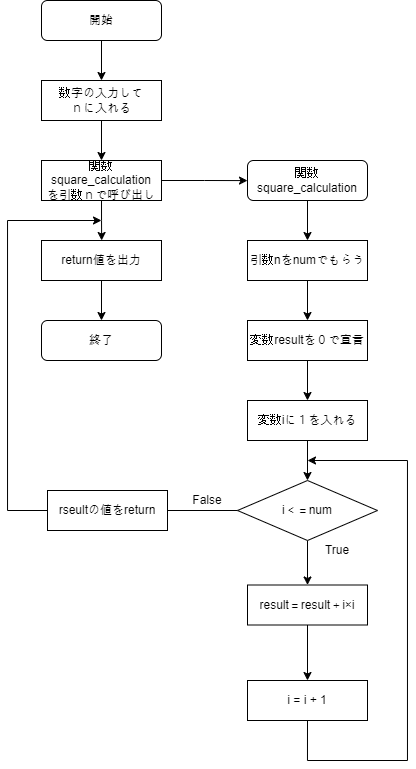 開始
数字の入力して
ｎに入れる
関数
square_calculation
を引数ｎで呼び出し
return値を出力
終了
関数
square_calculation
引数nをnumでもらう
変数resultを０で宣言
変数iに１を入れる
i < = num
False
rseultの値をreturn
True
result = result + i×i
i = i + 1